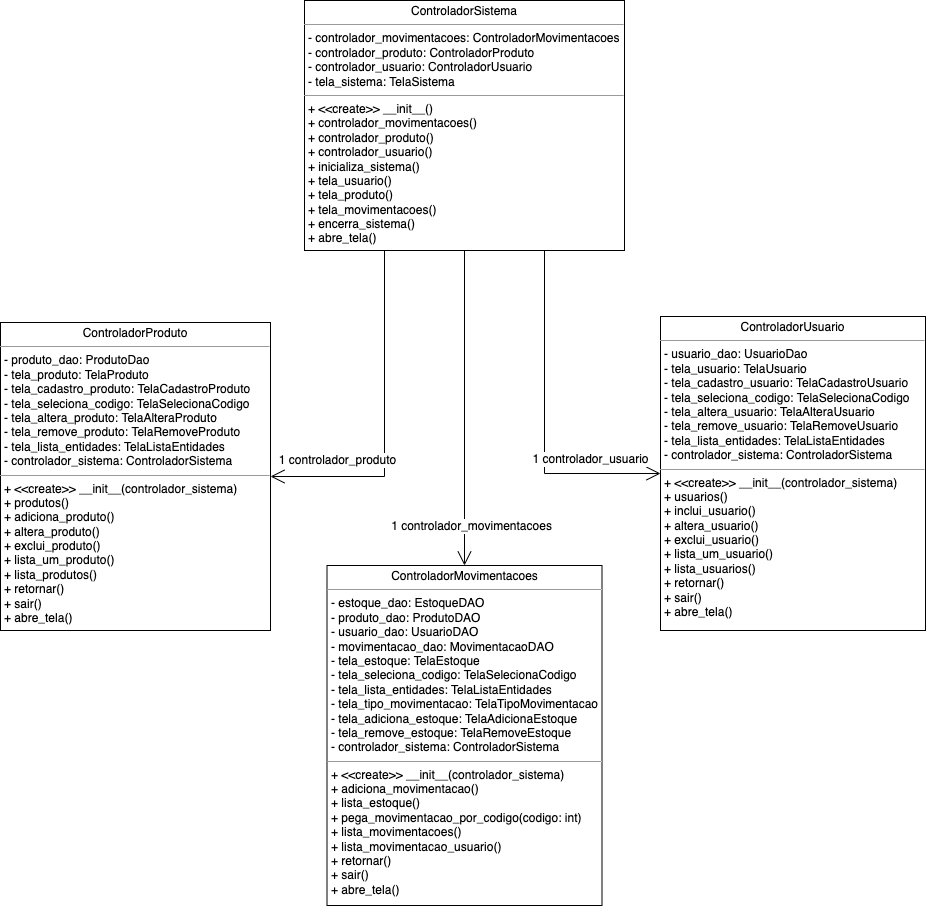 ControladorSistema
- controlador_movimentacoes: ControladorMovimentacoes
- controlador_produto: ControladorProduto
- controlador_usuario: ControladorUsuario
- tela_sistema: TelaSistema
+ <<create>> __init__()
+ controlador_movimentacoes()
+ controlador_produto()
+ controlador_usuario()
+ inicializa_sistema()
+ tela_usuario()
+ tela_produto()
+ tela_movimentacoes()
+ encerra_sistema()
+ abre_tela()
ControladorProduto
- produto_dao: ProdutoDao
- tela_produto: TelaProduto
- tela_cadastro_produto: TelaCadastroProduto
- tela_seleciona_codigo: TelaSelecionaCodigo
- tela_altera_produto: TelaAlteraProduto
- tela_remove_produto: TelaRemoveProduto
- tela_lista_entidades: TelaListaEntidades
- controlador_sistema: ControladorSistema
+ <<create>> __init__(controlador_sistema)
+ produtos()
+ adiciona_produto()
+ altera_produto()
+ exclui_produto()
+ lista_um_produto()
+ lista_produtos()
+ retornar()
+ sair()
+ abre_tela()
1 controlador_produto
1 controlador_usuario
1 controlador_movimentacoes
ControladorUsuario
- usuario_dao: UsuarioDao
- tela_usuario: TelaUsuario
- tela_cadastro_usuario: TelaCadastroUsuario
- tela_seleciona_codigo: TelaSelecionaCodigo
- tela_altera_usuario: TelaAlteraUsuario
- tela_remove_usuario: TelaRemoveUsuario
- tela_lista_entidades: TelaListaEntidades
- controlador_sistema: ControladorSistema
+ <<create>> __init__(controlador_sistema)
+ usuarios()
+ inclui_usuario()
+ altera_usuario()
+ exclui_usuario()
+ lista_um_usuario()
+ lista_usuarios()
+ retornar()
+ sair()
+ abre_tela()
ControladorMovimentacoes
- estoque_dao: EstoqueDAO
- produto_dao: ProdutoDAO
- usuario_dao: UsuarioDAO
- movimentacao_dao: MovimentacaoDAO
- tela_estoque: TelaEstoque
- tela_seleciona_codigo: TelaSelecionaCodigo
- tela_lista_entidades: TelaListaEntidades
- tela_tipo_movimentacao: TelaTipoMovimentacao
- tela_adiciona_estoque: TelaAdicionaEstoque
- tela_remove_estoque: TelaRemoveEstoque
- controlador_sistema: ControladorSistema
+ <<create>> __init__(controlador_sistema)
+ adiciona_movimentacao()
+ lista_estoque()
+ pega_movimentacao_por_codigo(codigo: int)
+ lista_movimentacoes()
+ lista_movimentacao_usuario()
+ retornar()
+ sair()
+ abre_tela()